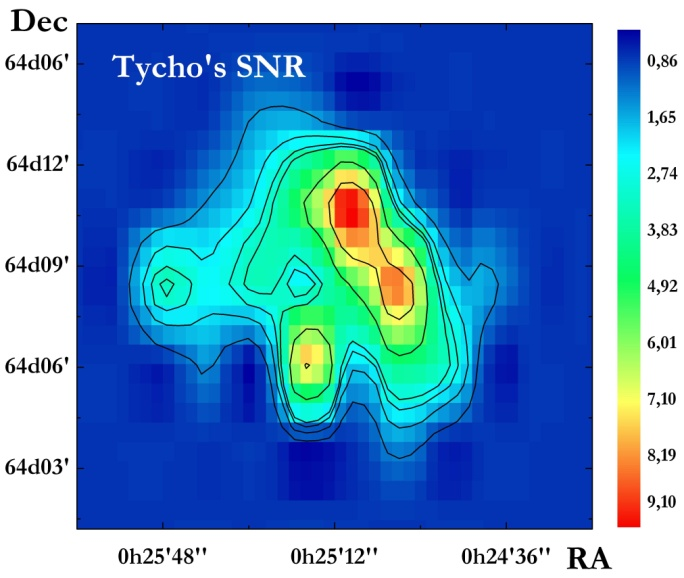 Dec
64d06'
Tycho's SNR
64d12'
64d09'
64d06'
64d03'
0h25'48'' 0h25'12'' 0h24'36'' RA
0,86
1,65
2,74
3,83
4,92
6,01
7,10
8,19
9,10